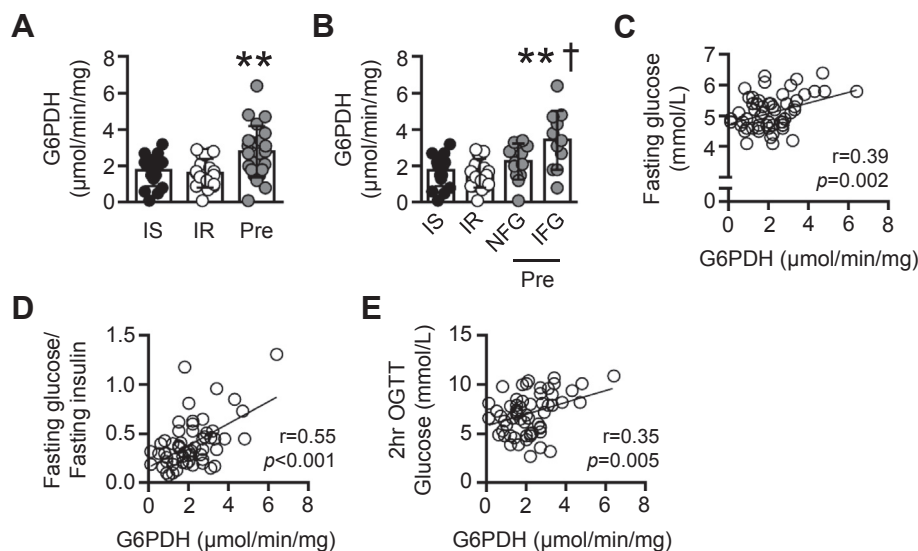 A
G6PDH
(µmol/min/mg)
8
6
4
2
0
**
IS IR Pre
B
G6PDH
(µmol/min/mg)
8
6
4
2
0
** †
IS IR NFG IFG
Pre
C
Fasting glucose
(mmol/L)
7
6
5
4
0
0 2 4 6 8
r=0.39
p=0.002
G6PDH (µmol/min/mg)
D
Fasting glucose/
Fasting insulin
1.5
1.0
0.5
0.0
0 2 4 6 8
r=0.55
p<0.001
G6PDH (µmol/min/mg)
E
2hr OGTT
Glucose (mmol/L)
15
10
5
0
0 2 4 6 8
r=0.35
p=0.005
G6PDH (µmol/min/mg)